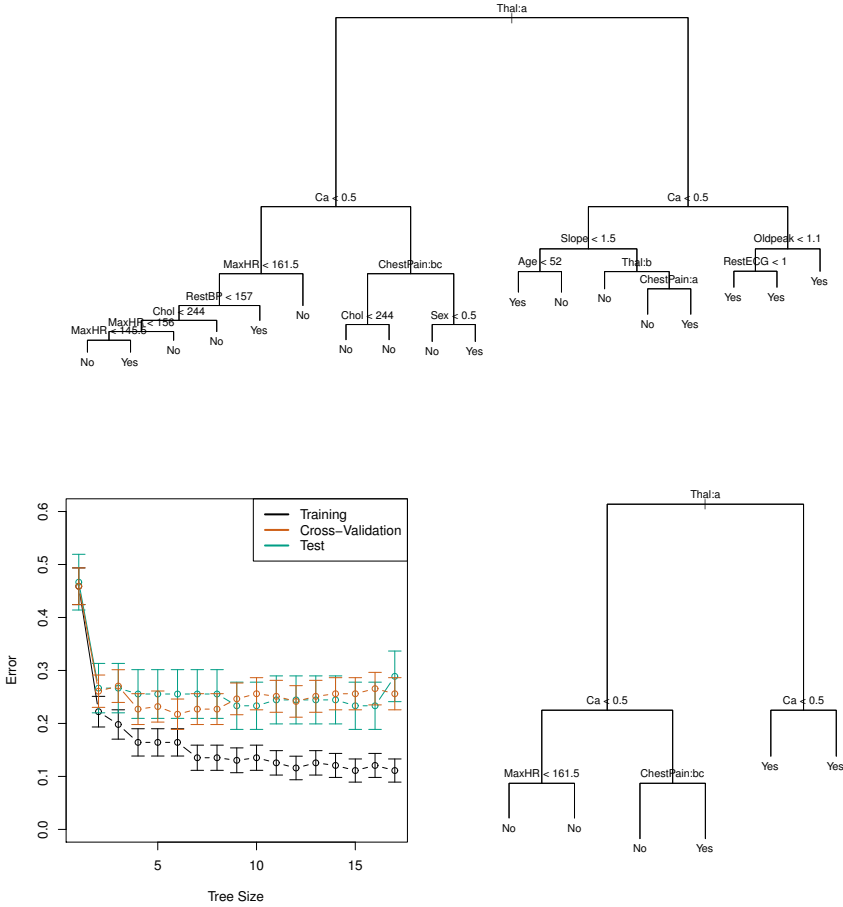 Thal:a
Ca < 0.5
Ca < 0.5
MaxHR < 161.5
ChestPain:bc
Slope < 1.5
Oldpeak < 1.1
Age < 52
Thal:b
RestECG < 1
ChestPain:a
RestBP < 157
Chol < 244
MaxHR < 156
MaxHR < 145.5
Chol < 244
Sex < 0.5
No
Yes
No
No
Yes
No
No
No
No
Yes
Yes
No
No
No
Yes
Yes
Yes
Yes
0.0
0.1
0.2
0.3
0.4
0.5
0.6
Error
5
10
15
Tree Size
Training
Cross−Validation
Test
Thal:a
Ca < 0.5
Ca < 0.5
MaxHR < 161.5
ChestPain:bc
Yes
Yes
No
No
No
Yes